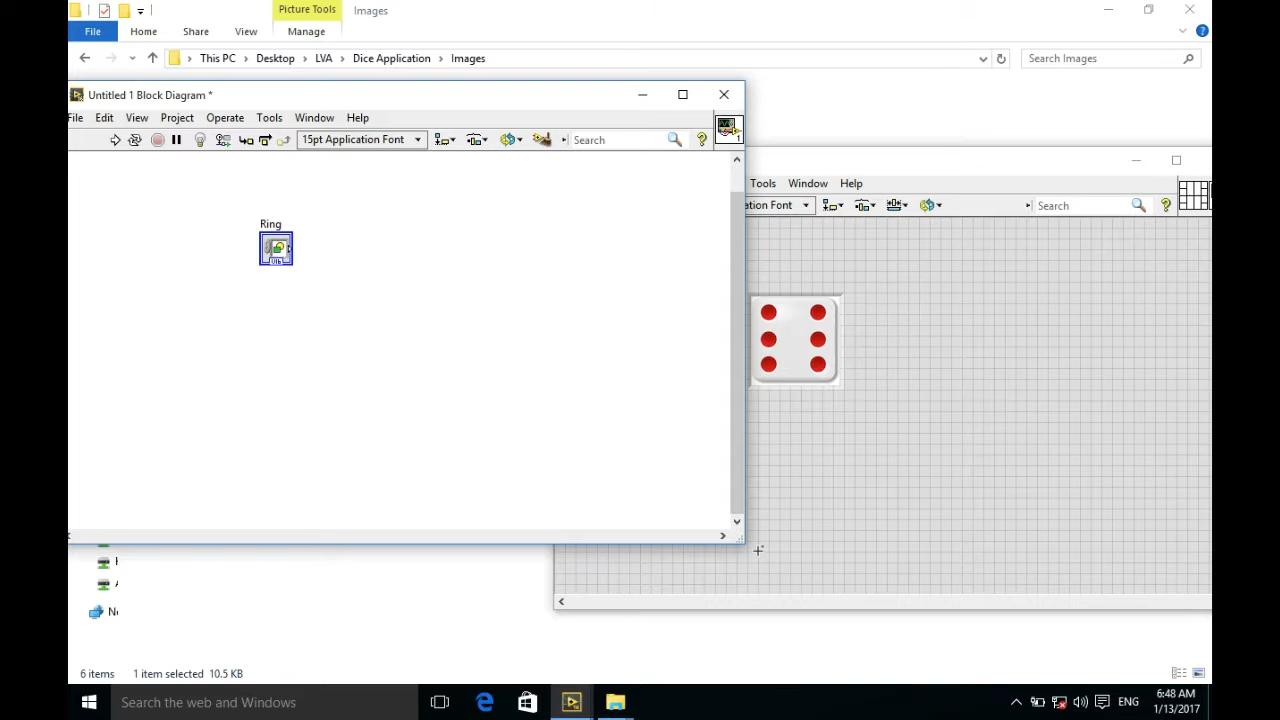 Picture Tools Images
File Home Share View Manage
This PC Desktop LVA Dice Application Images Search Images
Untitled 1 Block Diagram *
File Edit View Project Operate Tools Window Help
15pt Application Font Search
Tools Window Help
ation Font Search
Ring
6 items 1 item selected 10.5 KB
Search the web and Windows
ENG
6:48 AM
1/13/2017